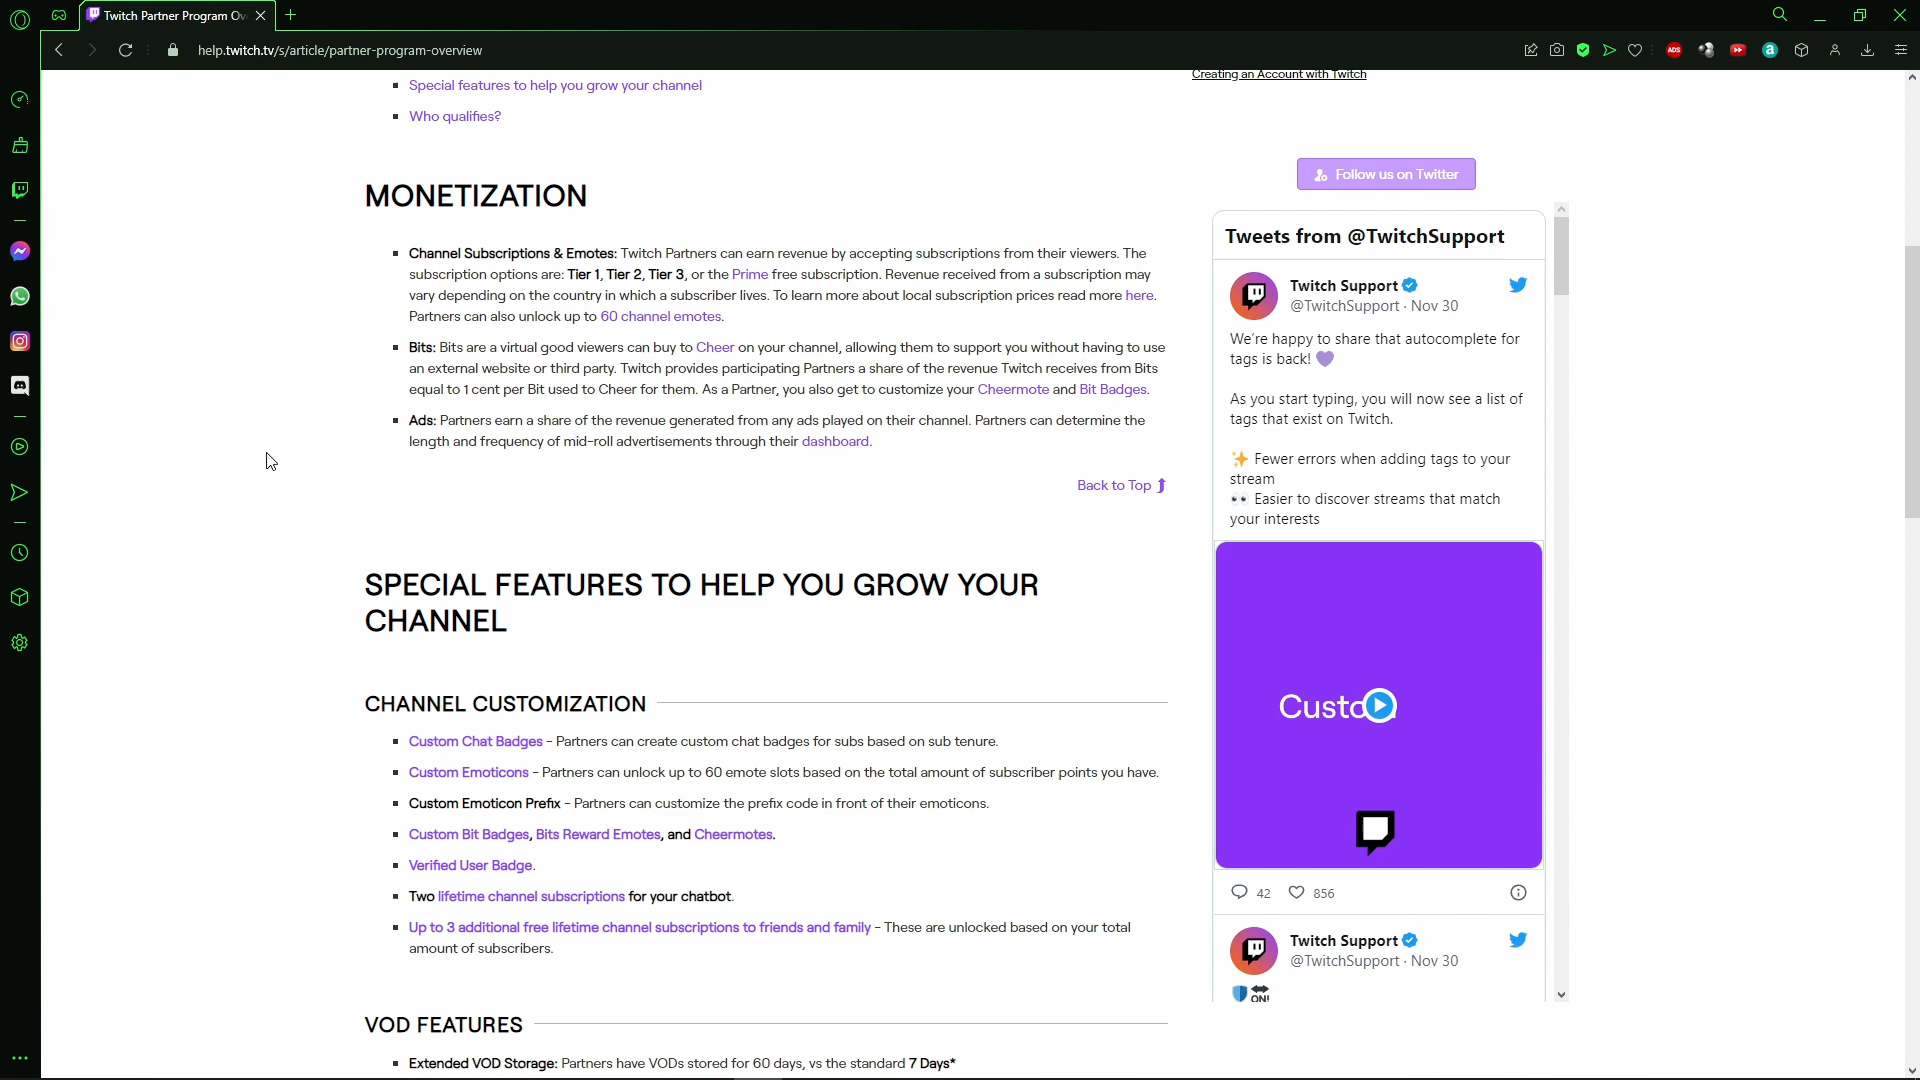 Twitch Partner Program Ov
help.twitch.tv/s/article/partner-program-overview
ADS
a
Special features to help you grow your channel
Who qualifies?
MONETIZATION
Channel Subscriptions & Emotes: Twitch Partners can earn revenue by accepting subscriptions from their viewers. The
subscription options are: Tier 1, Tier 2, Tier 3, or the Prime free subscription. Revenue received from a subscription may
vary depending on the country in which a subscriber lives. To learn more about local subscription prices read more here.
Partners can also unlock up to 60 channel emotes.
Bits: Bits are a virtual good viewers can buy to Cheer on your channel, allowing them to support you without having to use
an external website or third party. Twitch provides participating Partners a share of the revenue Twitch receives from Bits
equal to 1 cent per Bit used to Cheer for them. As a Partner, you also get to customize your Cheermote and Bit Badges.
Ads: Partners earn a share of the revenue generated from any ads played on their channel. Partners can determine the
length and frequency of mid-roll advertisements through their dashboard.
Back to Top
SPECIAL FEATURES TO HELP YOU GROW YOUR
CHANNEL
CHANNEL CUSTOMIZATION
Custom Chat Badges - Partners can create custom chat badges for subs based on sub tenure.
Custom Emoticons - Partners can unlock up to 60 emote slots based on the total amount of subscriber points you have.
Custom Emoticon Prefix - Partners can customize the prefix code in front of their emoticons.
Custom Bit Badges, Bits Reward Emotes, and Cheermotes.
Verified User Badge.
Two lifetime channel subscriptions for your chatbot.
Up to 3 additional free lifetime channel subscriptions to friends and family - These are unlocked based on your total
amount of subscribers.
VOD FEATURES
Extended VOD Storage: Partners have VODs stored for 60 days, vs the standard 7 Days*
Creating an Account with Twitch
Follow us on Twitter
Tweets from @TwitchSupport
Twitch Support
@TwitchSupport · Nov 30
We're happy to share that autocomplete for
tags is back! 💜
As you start typing, you will now see a list of
tags that exist on Twitch.
✨ Fewer errors when adding tags to your
stream
👀 Easier to discover streams that match
your interests
Custo
42 856
Twitch Support
@TwitchSupport · Nov 30
ON!